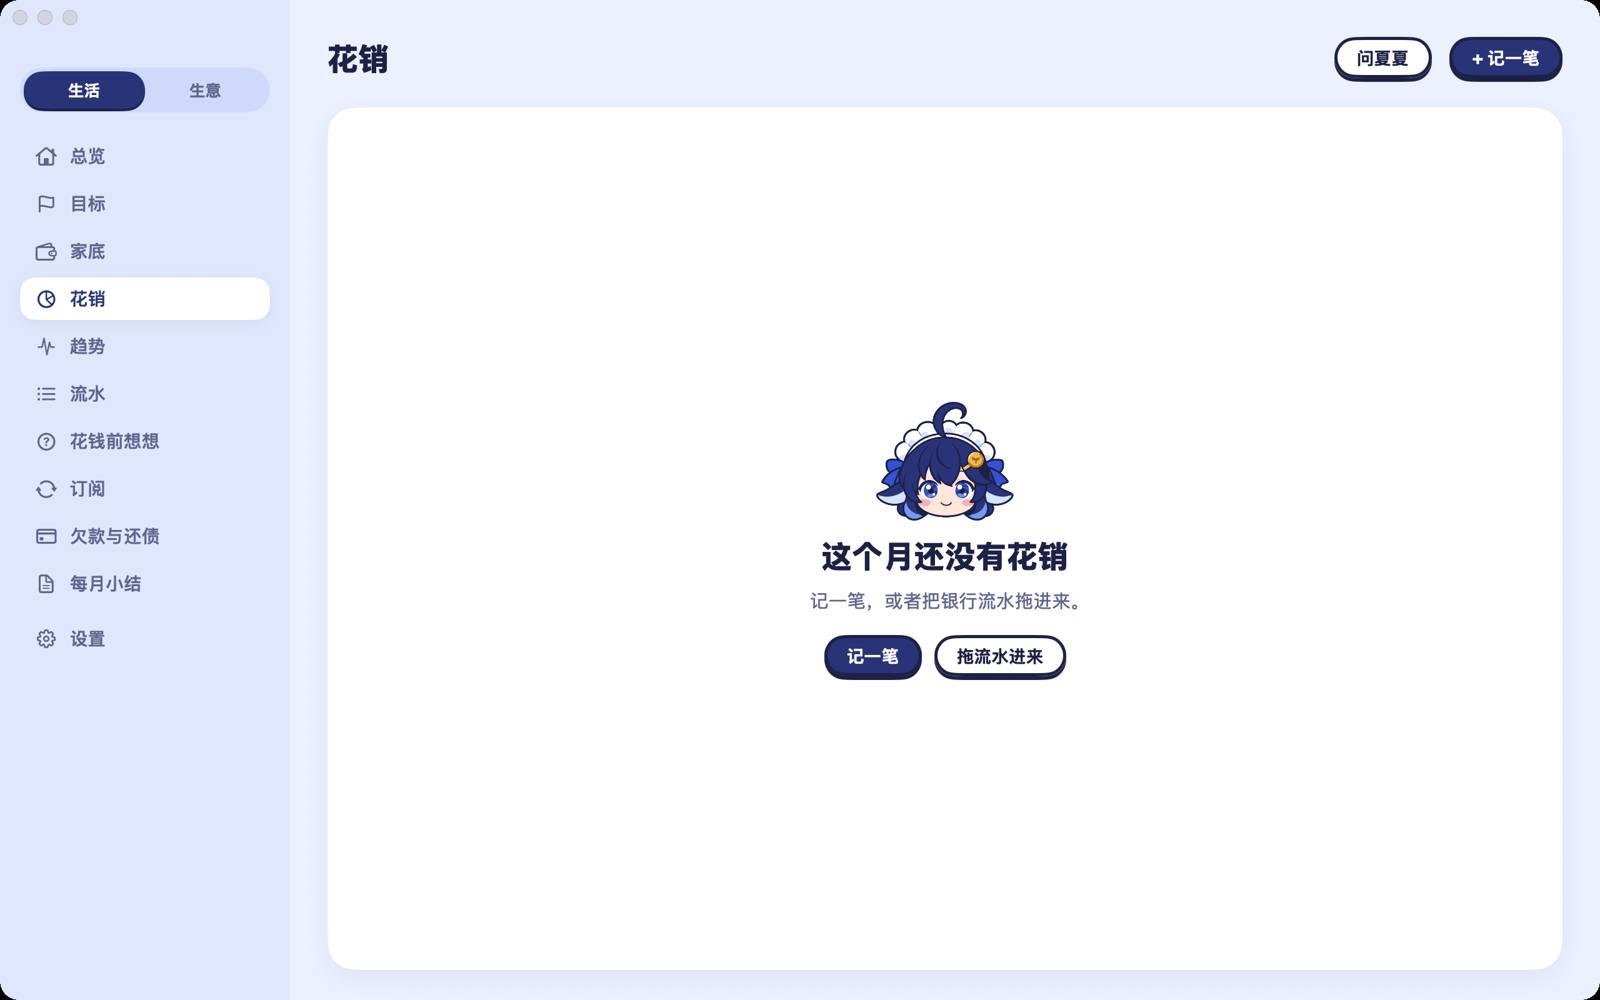 生活
生意
总览
目标
家底
花销
趋势
流水
花钱前想想
订阅
欠款与还债
每月小结
设置
花销
问夏夏
+ 记一笔
这个月还没有花销
记一笔，或者把银行流水拖进来。
记一笔
拖流水进来